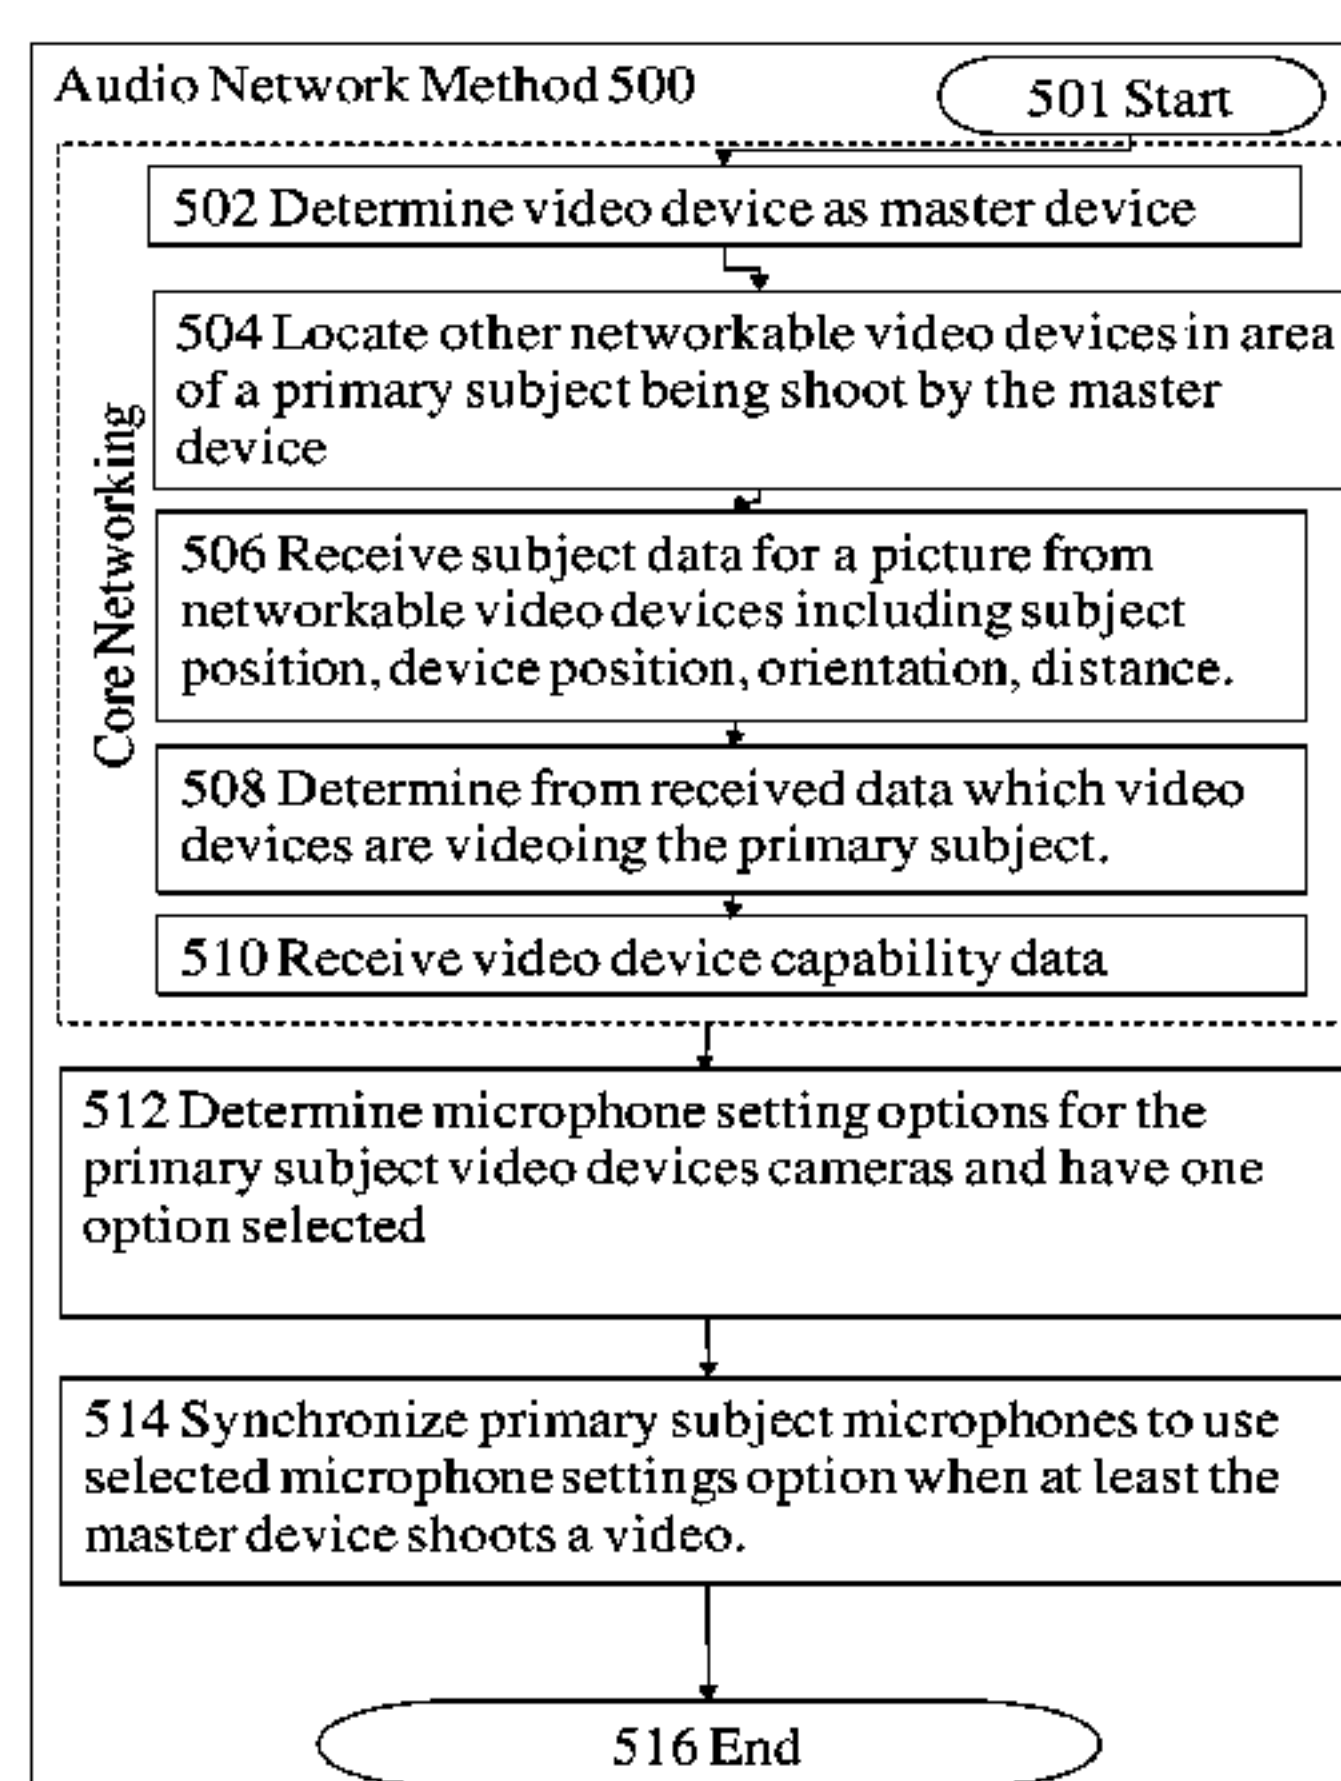 Audio Network Method 500
501 Start
502 Determine video device as master device
504 Locate other networkable video devices in area
of a primary subject being shoot by the master
device
Core Networking
506 Receive subject data for a picture from
networkable video devices including subject
position, device position, orientation, distance.
508 Determine from received data which video
devices are videoing the primary subject.
510 Receive video device capability data
512 Determine microphone setting options for the
primary subject video devices cameras and have one
option selected
514 Synchronize primary subject microphones to use
selected microphone settings option when at least the
master device shoots a video.
516 End